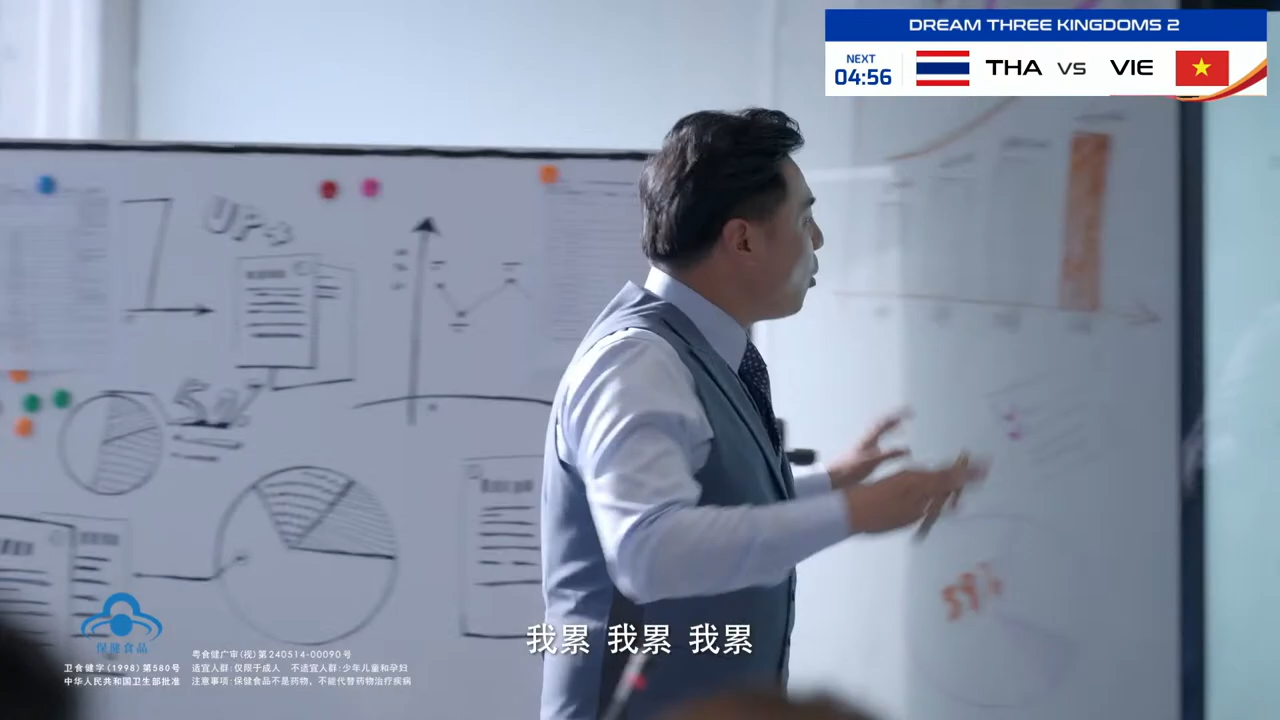 DREAM THREE KINGDOMS 2
NEXT
04:56
THA VS VIE
UP
5%
59%
我累 我累 我累
保健食品
卫食健字(1998)第580号
中华人民共和国卫生部批准
粤食健广审(视)第240514-00090号
适宜人群:仅限于成人 不适宜人群:少年儿童和孕妇
注意事项:保健食品不是药物，不能代替药物治疗疾病